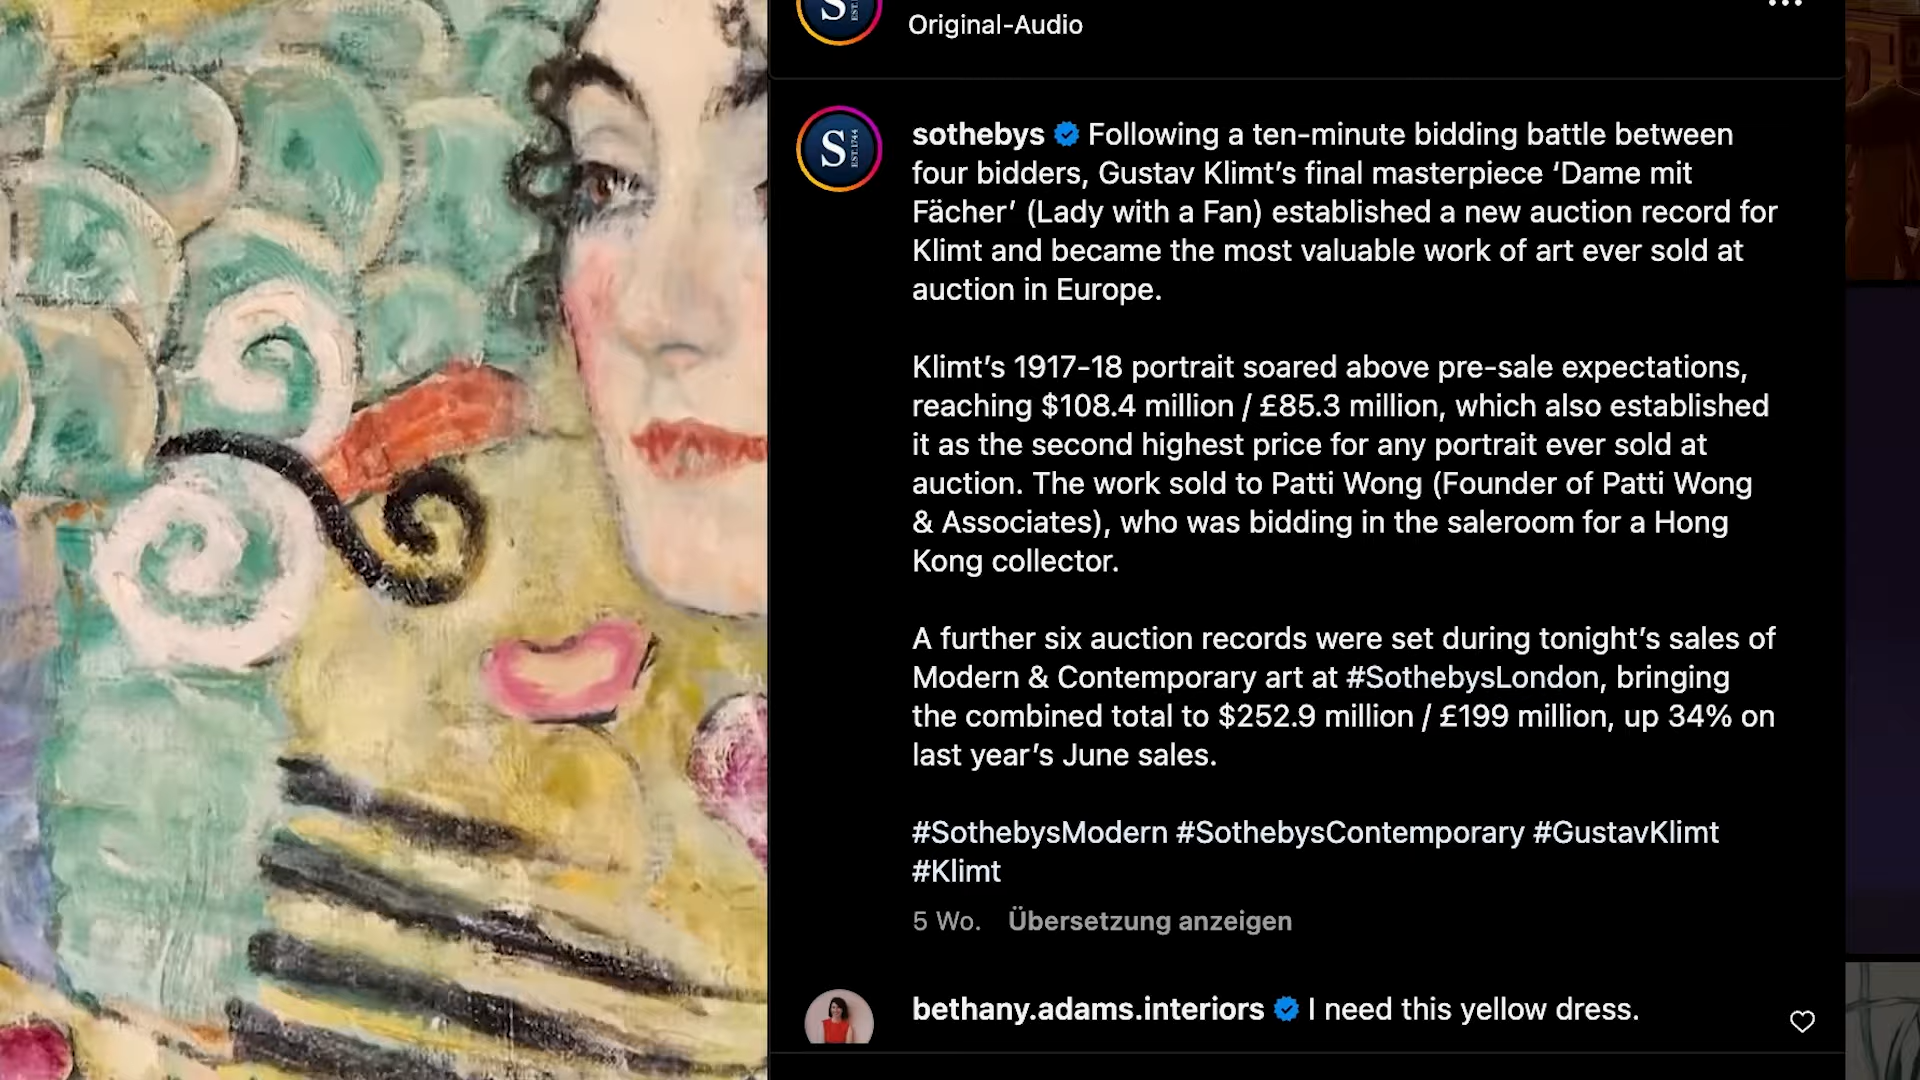 Original-Audio
sothebys Following a ten-minute bidding battle between
four bidders, Gustav Klimt’s final masterpiece ‘Dame mit
Fächer’ (Lady with a Fan) established a new auction record for
Klimt and became the most valuable work of art ever sold at
auction in Europe.
Klimt’s 1917-18 portrait soared above pre-sale expectations,
reaching $108.4 million / £85.3 million, which also established
it as the second highest price for any portrait ever sold at
auction. The work sold to Patti Wong (Founder of Patti Wong
& Associates), who was bidding in the saleroom for a Hong
Kong collector.
A further six auction records were set during tonight’s sales of
Modern & Contemporary art at #SothebysLondon, bringing
the combined total to $252.9 million / £199 million, up 34% on
last year’s June sales.
#SothebysModern #SothebysContemporary #GustavKlimt
#Klimt
5 Wo. Übersetzung anzeigen
bethany.adams.interiors I need this yellow dress.
S
EST.1744